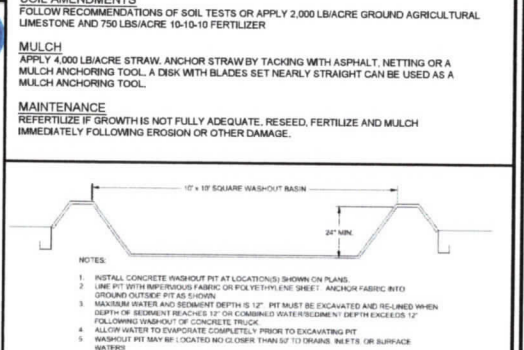 SOIL AMENDMENTS
FOLLOW RECOMMENDATIONS OF SOIL TESTS OR APPLY 2,000 LB/ACRE GROUND AGRICULTURAL
LIMESTONE AND 750 LBS/ACRE 10-10-10 FERTILIZER
MULCH
APPLY 4,000 LB/ACRE STRAW. ANCHOR STRAW BY TACKING WITH ASPHALT, NETTING OR A
MULCH ANCHORING TOOL. A DISK WITH BLADES SET NEARLY STRAIGHT CAN BE USED AS A
MULCH ANCHORING TOOL.
MAINTENANCE
REFERTILIZE IF GROWTH IS NOT FULLY ADEQUATE. RESEED, FERTILIZE AND MULCH
IMMEDIATELY FOLLOWING EROSION OR OTHER DAMAGE.
10' x 10' SQUARE WASHOUT BASIN
24" MIN.
NOTES:
1. INSTALL CONCRETE WASHOUT PIT AT LOCATION(S) SHOWN ON PLANS.
2 LINE PIT WITH IMPERVIOUS FABRIC OR POLYETHYLENE SHEET. ANCHOR FABRIC INTO
GROUND OUTSIDE PIT AS SHOWN
3. MAXIMUM WATER AND SEDIMENT DEPTH IS 12". PIT MUST BE EXCAVATED AND RE-LINED WHEN
DEPTH OF SEDIMENT REACHES 12" OR COMBINED WATER/SEDIMENT DEPTH EXCEEDS 12"
FOLLOWING WASHOUT OF CONCRETE TRUCK.
4. ALLOW WATER TO EVAPORATE COMPLETELY PRIOR TO EXCAVATING PIT
5 WASHOUT PIT MAY BE LOCATED NO CLOSER THAN 50' TO DRAINS, INLETS OR SURFACE
WATERS